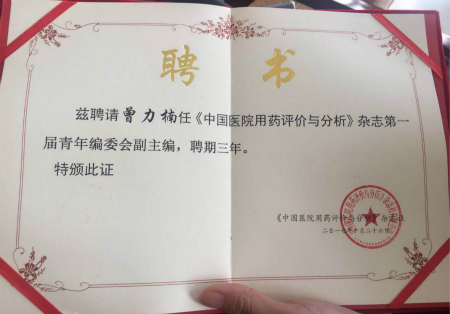 聘书
兹聘请曾力楠任《中国医院用药评价与分析》杂志第一
届青年编委会副主编，聘期三年。
特颁此证
《中国医院用药评价与分析》杂志社